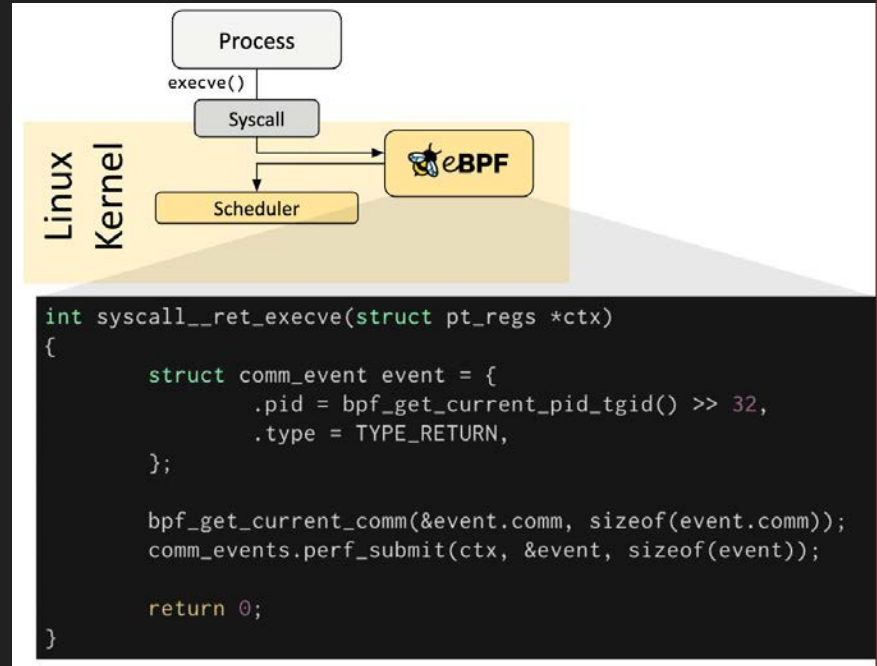 Process
execve()
Syscall
Linux
Kernel
eBPF
Scheduler
int syscall__ret_execve(struct pt_regs *ctx)
{
        struct comm_event event = {
                .pid = bpf_get_current_pid_tgid() >> 32,
                .type = TYPE_RETURN,
        };

        bpf_get_current_comm(&event.comm, sizeof(event.comm));
        comm_events.perf_submit(ctx, &event, sizeof(event));

        return 0;
}